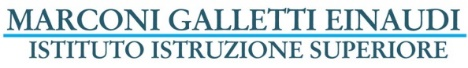 MARCONI GALLETTI EINAUDI
ISTITUTO ISTRUZIONE SUPERIORE